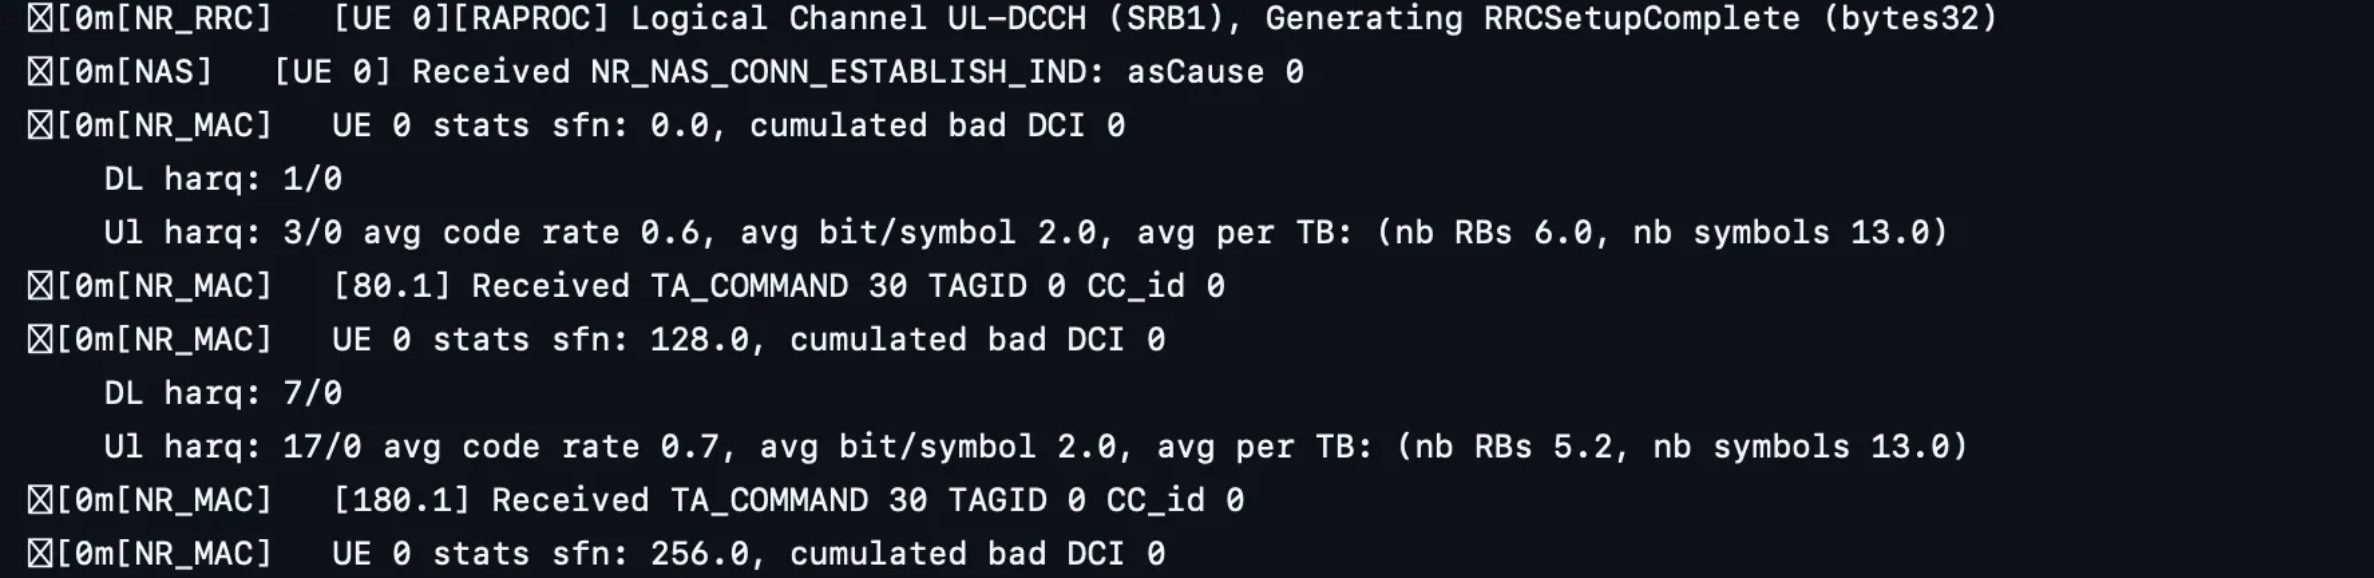 ☒[0m[NR_RRC]   [UE 0][RAPROC] Logical Channel UL-DCCH (SRB1), Generating RRCSetupComplete (bytes32)
☒[0m[NAS]   [UE 0] Received NR_NAS_CONN_ESTABLISH_IND: asCause 0
☒[0m[NR_MAC]   UE 0 stats sfn: 0.0, cumulated bad DCI 0
    DL harq: 1/0
    Ul harq: 3/0 avg code rate 0.6, avg bit/symbol 2.0, avg per TB: (nb RBs 6.0, nb symbols 13.0)
☒[0m[NR_MAC]   [80.1] Received TA_COMMAND 30 TAGID 0 CC_id 0
☒[0m[NR_MAC]   UE 0 stats sfn: 128.0, cumulated bad DCI 0
    DL harq: 7/0
    Ul harq: 17/0 avg code rate 0.7, avg bit/symbol 2.0, avg per TB: (nb RBs 5.2, nb symbols 13.0)
☒[0m[NR_MAC]   [180.1] Received TA_COMMAND 30 TAGID 0 CC_id 0
☒[0m[NR_MAC]   UE 0 stats sfn: 256.0, cumulated bad DCI 0